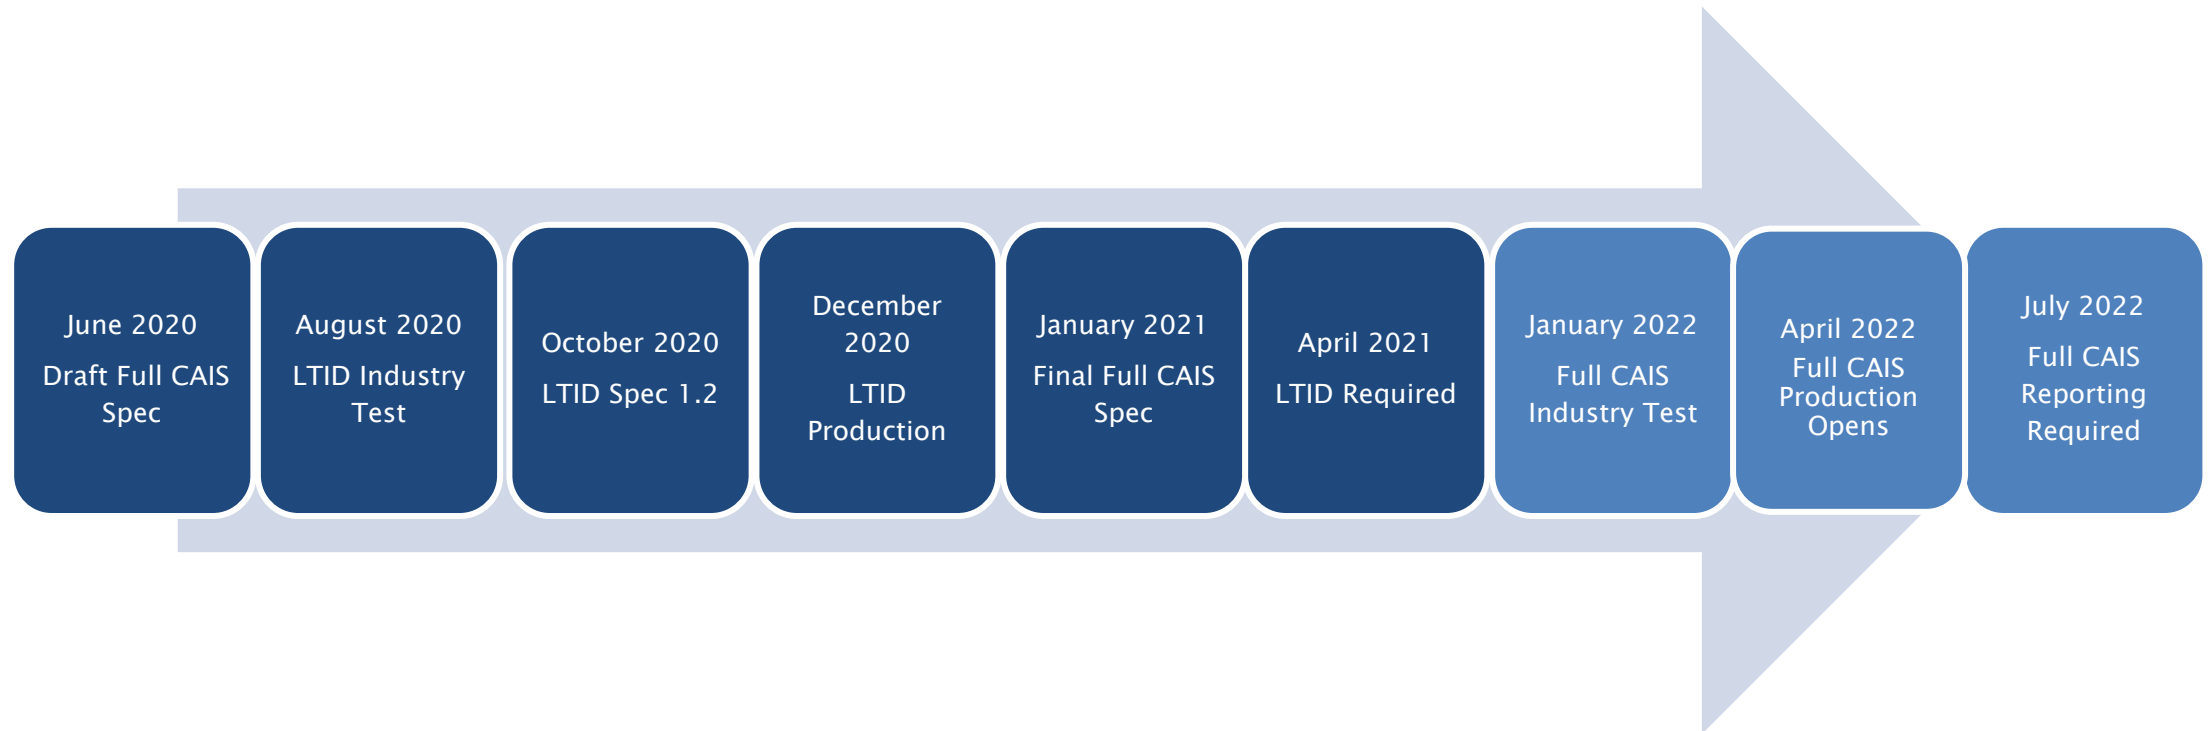 June 2020
Draft Full CAIS
Spec
August 2020
LTID Industry
Test
October 2020
LTID Spec 1.2
December
2020
LTID
Production
January 2021
Final Full CAIS
Spec
April 2021
LTID Required
January 2022
Full CAIS
Industry Test
April 2022
Full CAIS
Production
Opens
July 2022
Full CAIS
Reporting
Required